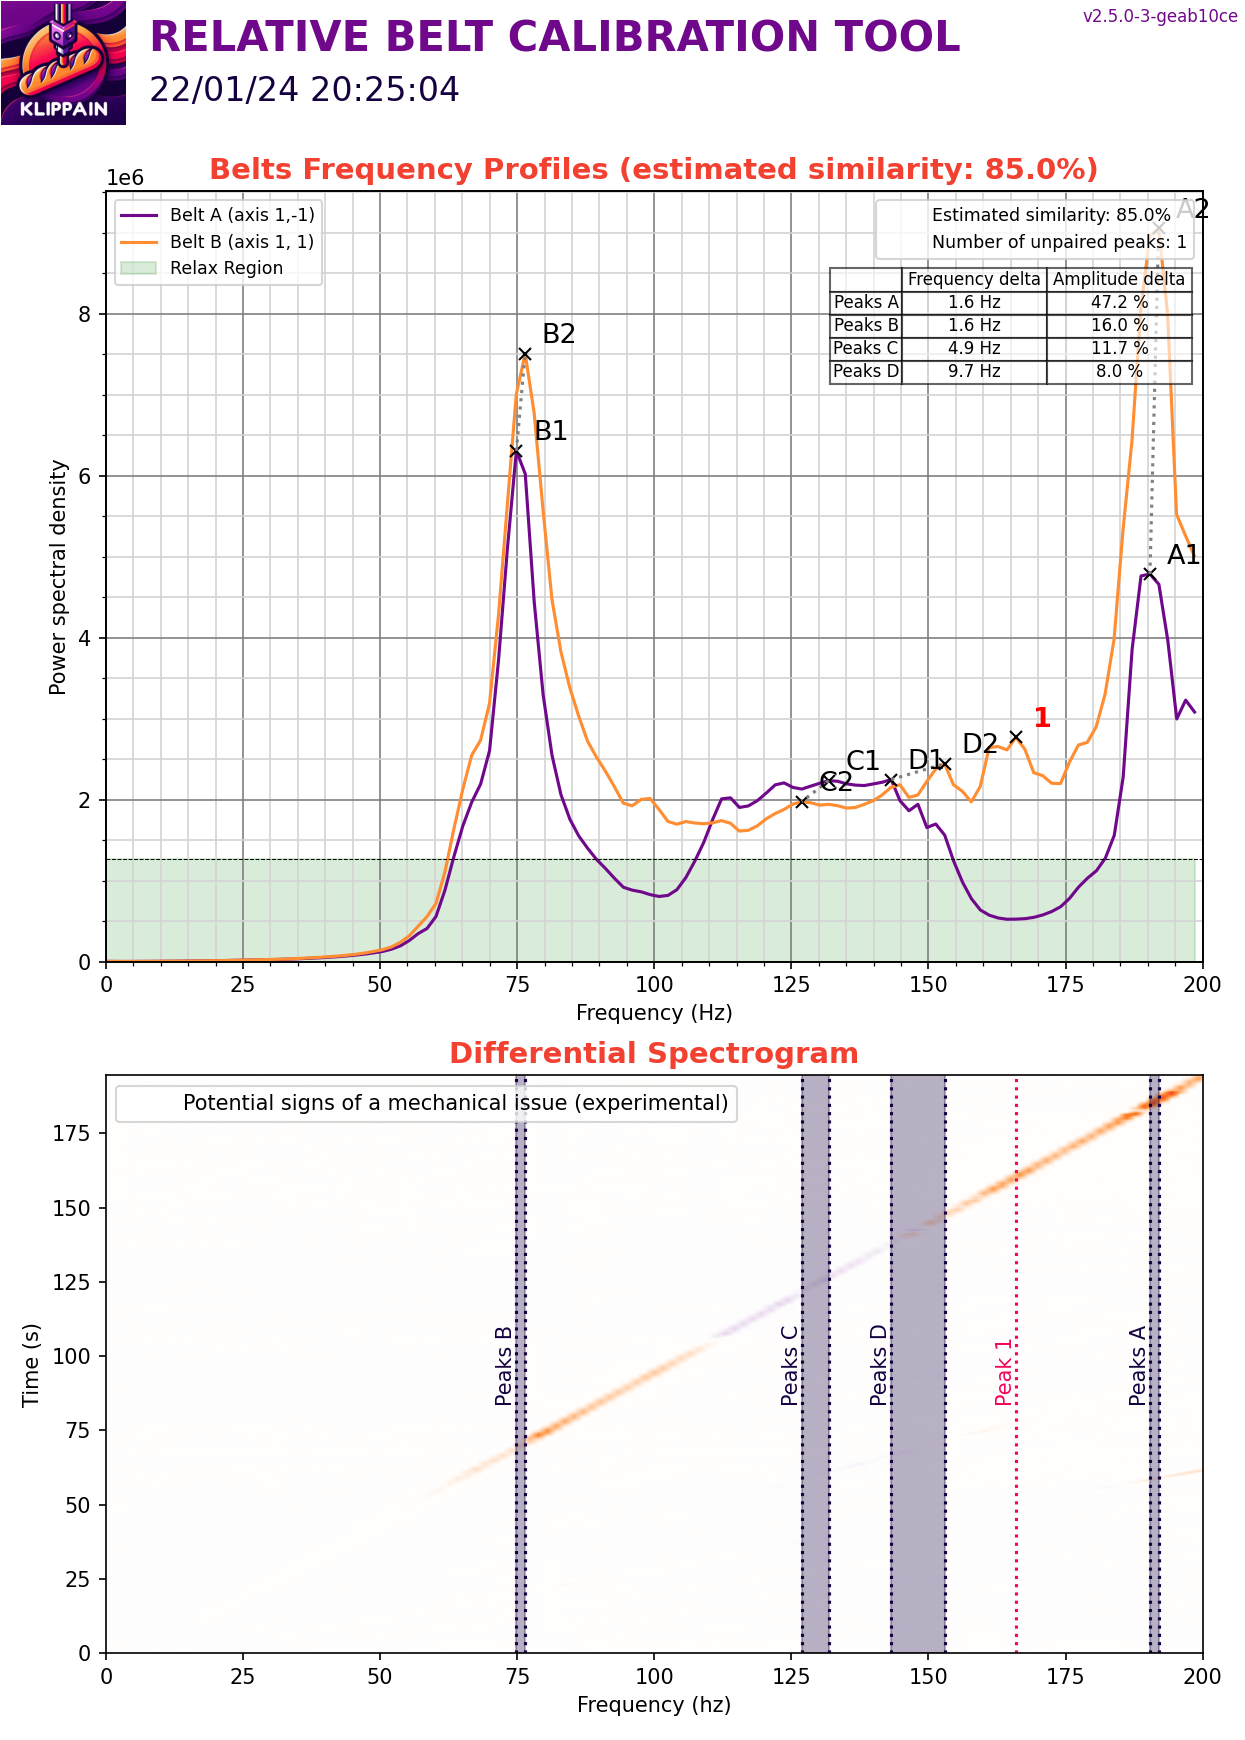 RELATIVE BELT CALIBRATION TOOL
v2.5.0-3-geab10ce
22/01/24 20:25:04
KLIPPAIN
Belts Frequency Profiles (estimated similarity: 85.0%)
1e6
Belt A (axis 1,-1)
Belt B (axis 1, 1)
Relax Region
Estimated similarity: 85.0%
Number of unpaired peaks: 1
A2
Frequency delta Amplitude delta
Peaks A 1.6 Hz 47.2 %
Peaks B 1.6 Hz 16.0 %
Peaks C 4.9 Hz 11.7 %
Peaks D 9.7 Hz 8.0 %
B2
B1
A1
1
D2
D1
C1
C2
Power spectral density
8
6
4
2
0
0 25 50 75 100 125 150 175 200
Frequency (Hz)
Differential Spectrogram
Potential signs of a mechanical issue (experimental)
Time (s)
175
150
125
100
75
50
25
0
Peaks B
Peaks C
Peaks D
Peak 1
Peaks A
0 25 50 75 100 125 150 175 200
Frequency (hz)